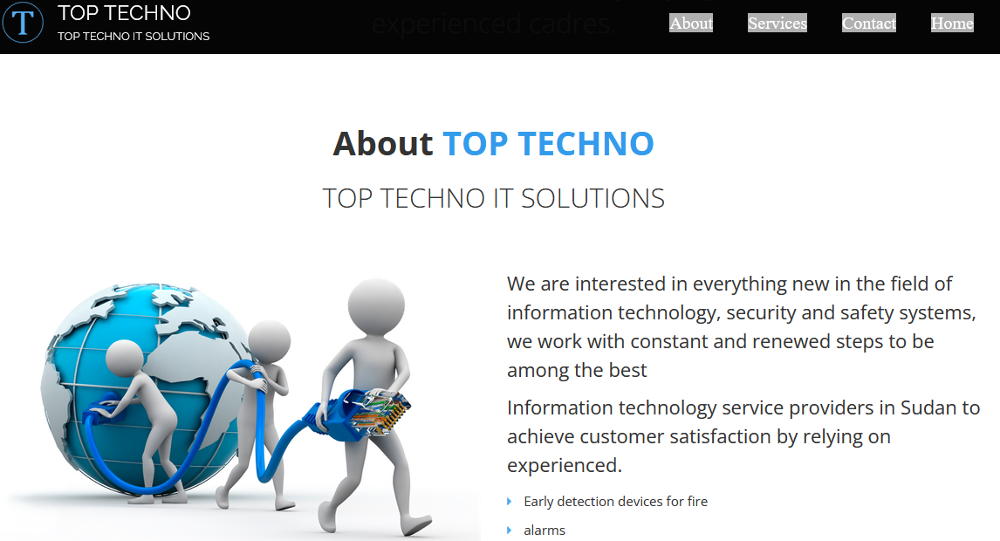 T
TOP TECHNO
TOP TECHNO IT SOLUTIONS
experienced cadres.
About Services Contact Home
About TOP TECHNO
TOP TECHNO IT SOLUTIONS
We are interested in everything new in the field of
information technology, security and safety systems,
we work with constant and renewed steps to be
among the best
Information technology service providers in Sudan to
achieve customer satisfaction by relying on
experienced.
Early detection devices for fire
alarms